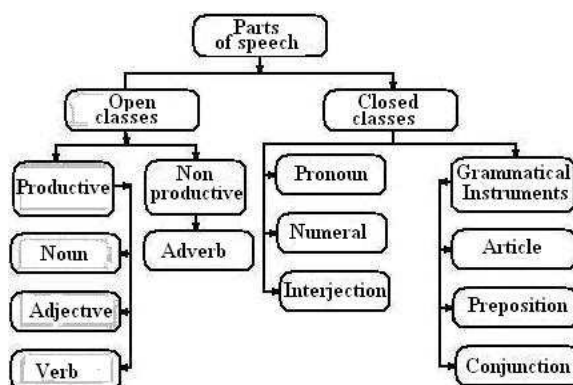 Parts
of speech
Open
classes
Closed
classes
Productive
Non
productive
Pronoun
Grammatical
Instruments
Noun
Adverb
Numeral
Article
Adjective
Interjection
Preposition
Verb
Conjunction